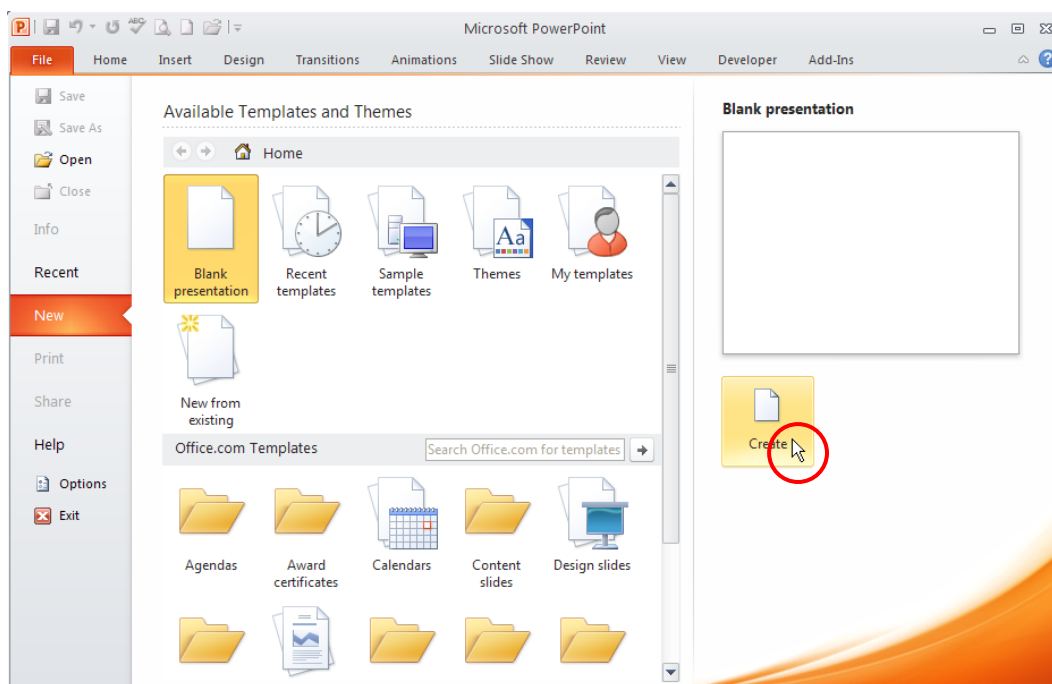 P
ABC
Microsoft PowerPoint
File Home Insert Design Transitions Animations Slide Show Review View Developer Add-Ins
?
Save
Save As
Open
Close
Info
Recent
New
Print
Share
Help
Options
Exit
Available Templates and Themes
Home
Blank
presentation
Recent
templates
Sample
templates
Aa
Themes
My templates
New from
existing
Office.com Templates
Search Office.com for templates
Agendas
Award
certificates
Calendars
Content
slides
Design slides
Blank presentation
Create